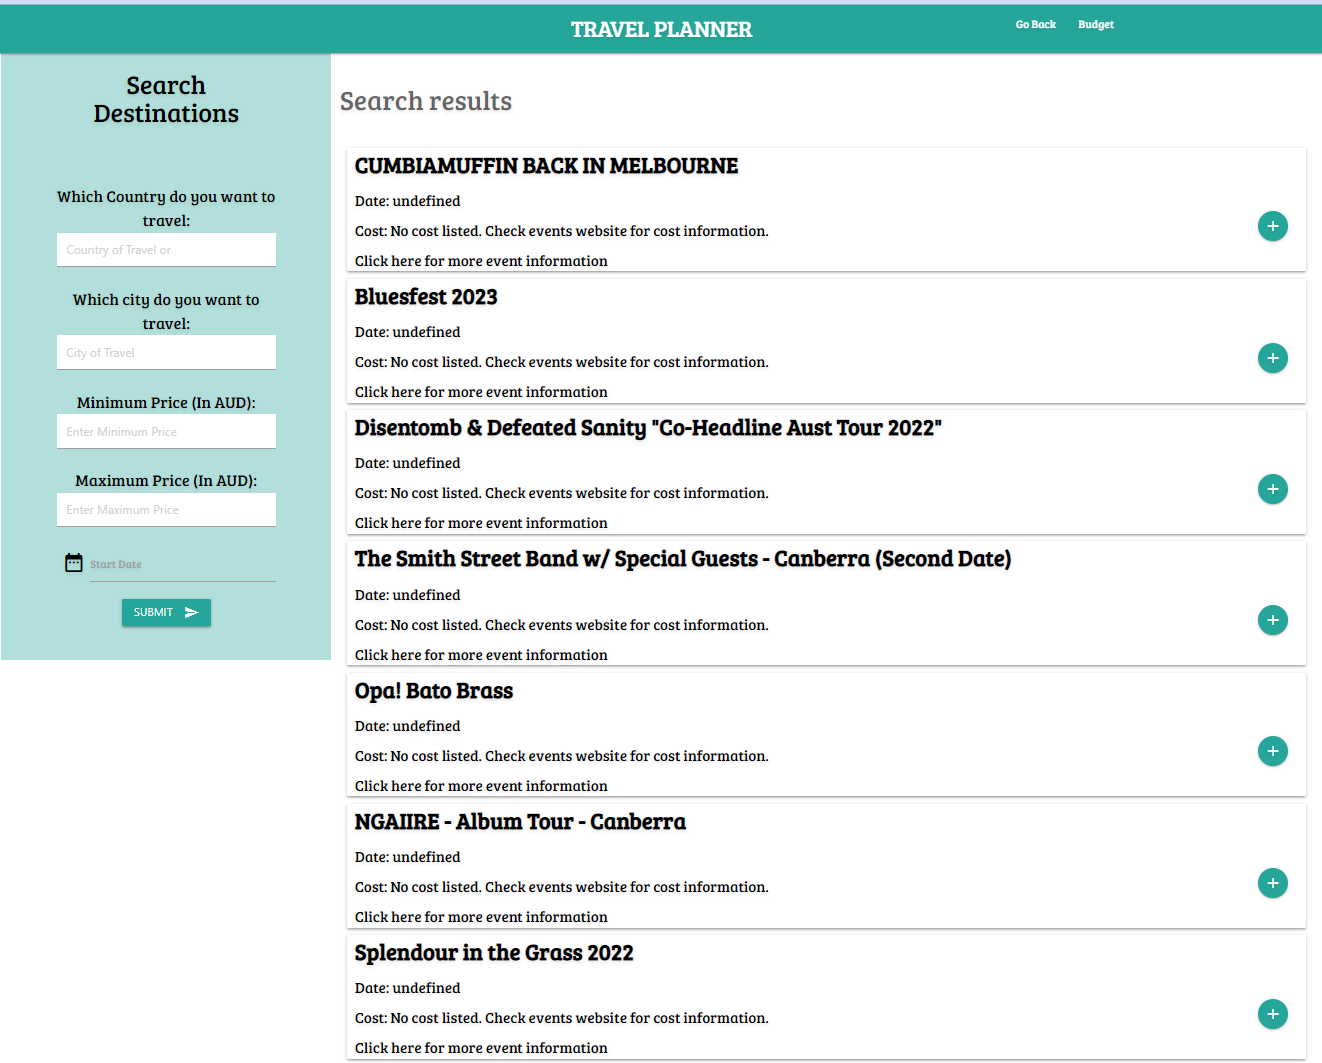 TRAVEL PLANNER
Go Back
Budget
Search
Destinations
Which Country do you want to
travel:
Country of Travel or
Which city do you want to
travel:
City of Travel
Minimum Price (In AUD):
Enter Minimum Price
Maximum Price (In AUD):
Enter Maximum Price
Start Date
SUBMIT
Search results
CUMBIAMUFFIN BACK IN MELBOURNE
Date: undefined
Cost: No cost listed. Check events website for cost information.
Click here for more event information
Bluesfest 2023
Date: undefined
Cost: No cost listed. Check events website for cost information.
Click here for more event information
Disentomb & Defeated Sanity "Co-Headline Aust Tour 2022"
Date: undefined
Cost: No cost listed. Check events website for cost information.
Click here for more event information
The Smith Street Band w/ Special Guests - Canberra (Second Date)
Date: undefined
Cost: No cost listed. Check events website for cost information.
Click here for more event information
Opa! Bato Brass
Date: undefined
Cost: No cost listed. Check events website for cost information.
Click here for more event information
NGAIIRE - Album Tour - Canberra
Date: undefined
Cost: No cost listed. Check events website for cost information.
Click here for more event information
Splendour in the Grass 2022
Date: undefined
Cost: No cost listed. Check events website for cost information.
Click here for more event information